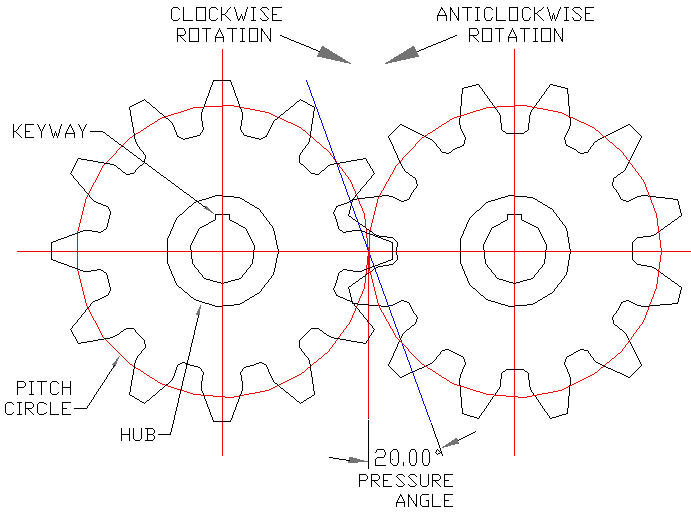 CLOCKWISE
ROTATION
ANTICLOCKWISE
ROTATION
KEYWAY
PITCH
CIRCLE
HUB
20.00°
PRESSURE
ANGLE